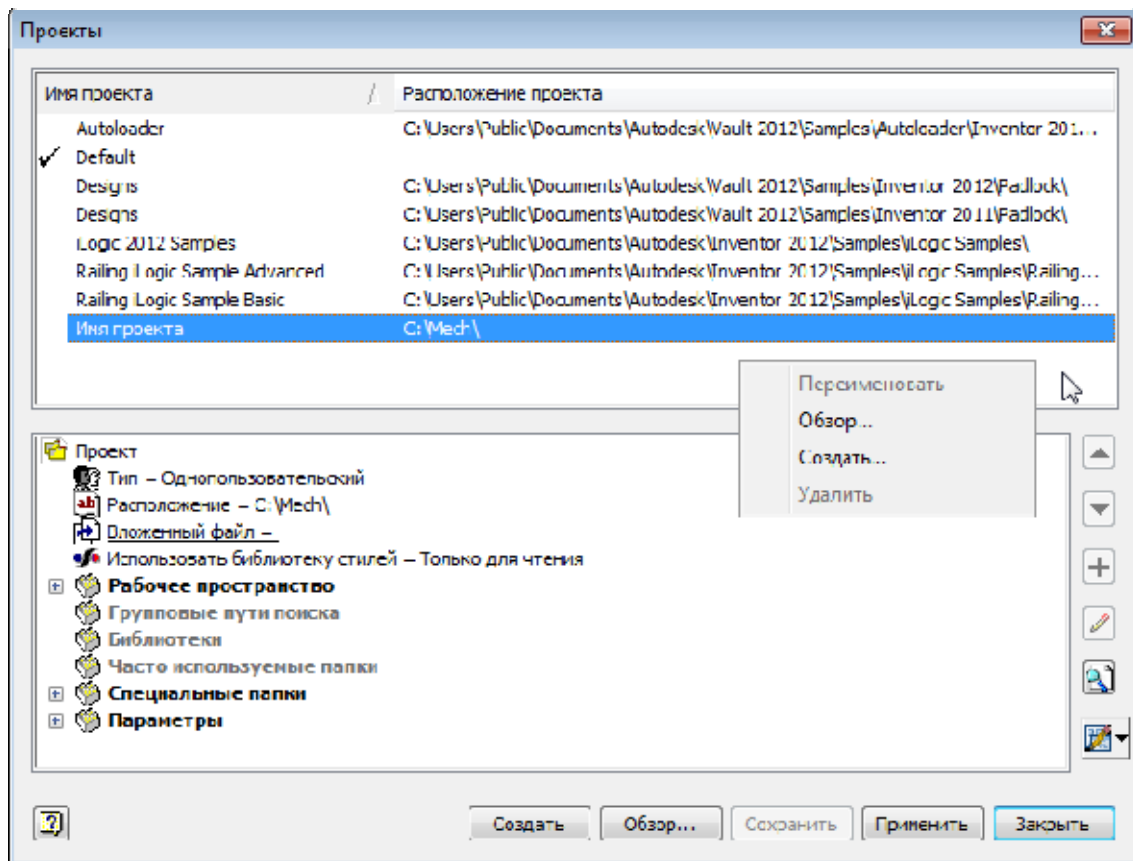 Проекты
Имя проекта / Расположение проекта
Autoloader C:\Users\Public\Documents\Autodesk\Vault 2012\Samples\Autoloader\Inventor 201...
✓ Default
Designs C:\Users\Public\Documents\Autodesk\Vault 2012\Samples\Inventor 2012\Padlock\
Designs C:\Users\Public\Documents\Autodesk\Vault 2012\Samples\Inventor 2011\Padlock\
iLogic 2012 Samples C:\Users\Public\Documents\Autodesk\Inventor 2012\Samples\iLogic Samples\
Railing iLogic Sample Advanced C:\Users\Public\Documents\Autodesk\Inventor 2012\Samples\iLogic Samples\Railing...
Railing iLogic Sample Basic C:\Users\Public\Documents\Autodesk\Inventor 2012\Samples\iLogic Samples\Railing...
Имя проекта C:\Mech\
Переименовать
Обзор...
Создать...
Удалить
Проект
Тип – Однопользовательский
Расположение – C:\Mech\
Вложенный файл –
Использовать библиотеку стилей – Только для чтения
Рабочее пространство
Групповые пути поиска
Библиотеки
Часто используемые папки
Специальные папки
Параметры
Создать Обзор... Сохранить Применить Закрыть